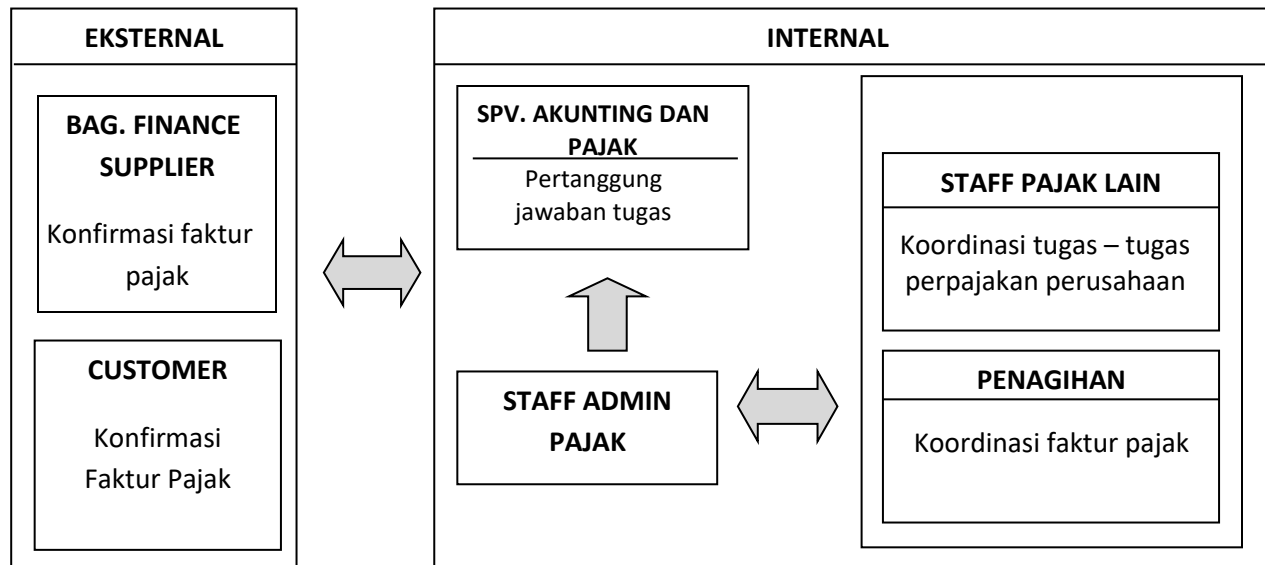 EKSTERNAL
BAG. FINANCE
SUPPLIER
Konfirmasi faktur
pajak
CUSTOMER
Konfirmasi
Faktur Pajak
INTERNAL
SPV. AKUNTING DAN
PAJAK
Pertanggung
jawaban tugas
STAFF ADMIN
PAJAK
STAFF PAJAK LAIN
Koordinasi tugas – tugas
perpajakan perusahaan
PENAGIHAN
Koordinasi faktur pajak